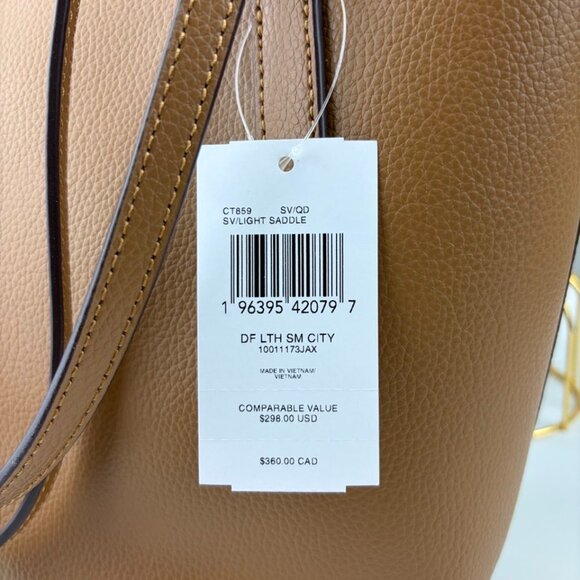 CT859 SV/QD
SV/LIGHT SADDLE
1 96395 42079 7
DF LTH SM CITY
10011173JAX
MADE IN VIETNAM/
VIETNAM
COMPARABLE VALUE
$298.00 USD
$360.00 CAD